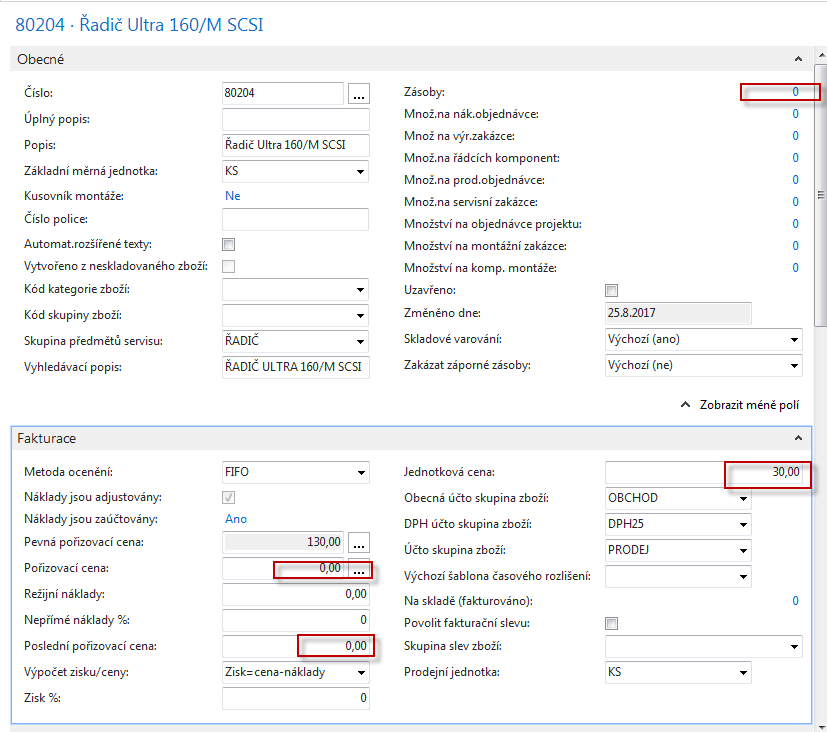 80204 · Řadič Ultra 160/M SCSI
Obecné
Číslo: 80204 ...
Úplný popis:
Popis: Řadič Ultra 160/M SCSI
Základní měrná jednotka: KS
Kusovník montáže: Ne
Číslo police:
Automat.rozšířené texty:
Vytvořeno z neskladovaného zboží:
Kód kategorie zboží:
Kód skupiny zboží:
Skupina předmětů servisu: ŘADIČ
Vyhledávací popis: ŘADIČ ULTRA 160/M SCSI
Zásoby: 0
Množ.na nák.objednávce: 0
Množ na výr.zakázce: 0
Množ.na řádcích komponent: 0
Množ.na prod.objednávce: 0
Množ.na servisní zakázce: 0
Množství na objednávce projektu: 0
Množství na montážní zakázce: 0
Množství na komp. montáže: 0
Uzavřeno:
Změněno dne: 25.8.2017
Skladové varování: Výchozí (ano)
Zakázat záporné zásoby: Výchozí (ne)
Zobrazit méně polí
Fakturace
Metoda ocenění: FIFO
Náklady jsou adjustovány:
Náklady jsou zaúčtovány: Ano
Pevná pořizovací cena: 130,00 ...
Pořizovací cena: 0,00 ...
Režijní náklady: 0,00
Nepřímé náklady %: 0
Poslední pořizovací cena: 0,00
Výpočet zisku/ceny: Zisk=cena-náklady
Zisk %: 0
Jednotková cena: 30,00
Obecná účto skupina zboží: OBCHOD
DPH účto skupina zboží: DPH25
Účto skupina zboží: PRODEJ
Výchozí šablona časového rozlišení:
Na skladě (fakturováno): 0
Povolit fakturační slevu:
Skupina slev zboží:
Prodejní jednotka: KS